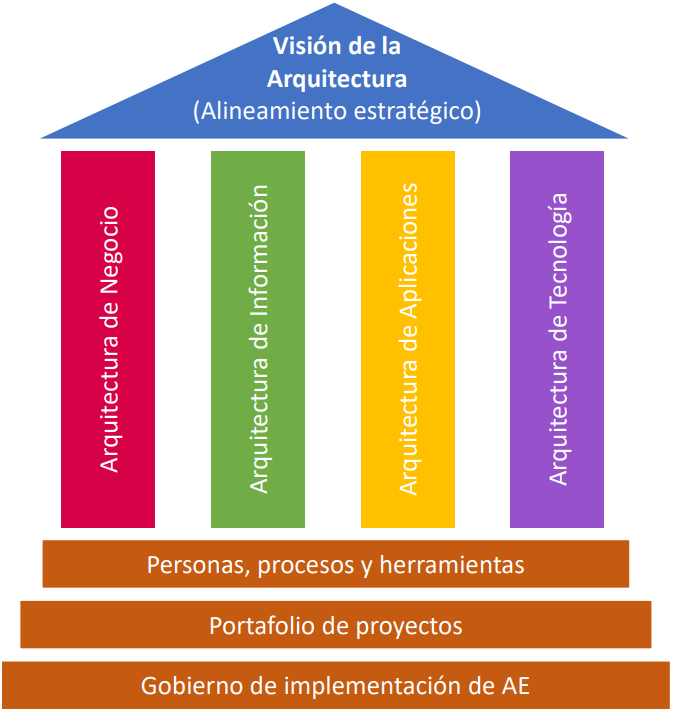 Visión de la
Arquitectura
(Alineamiento estratégico)
Arquitectura de Negocio
Arquitectura de Información
Arquitectura de Aplicaciones
Arquitectura de Tecnología
Personas, procesos y herramientas
Portafolio de proyectos
Gobierno de implementación de AE